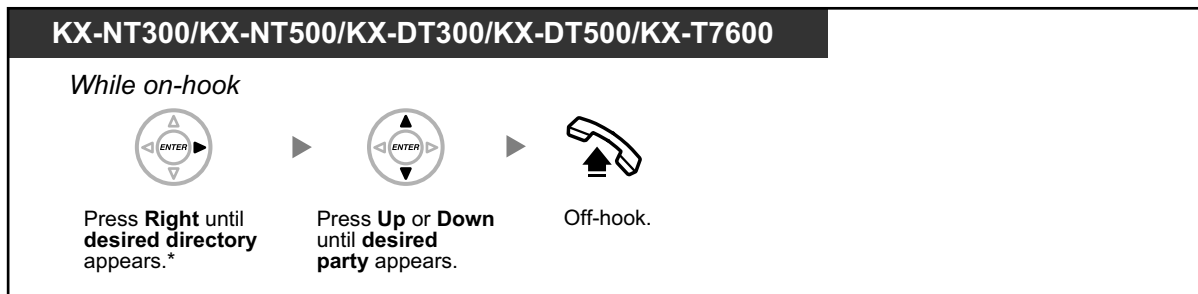 KX-NT300/KX-NT500/KX-DT300/KX-DT500/KX-T7600
While on-hook
ENTER
ENTER
Press Right until
desired directory
appears.*
Press Up or Down
until desired
party appears.
Off-hook.